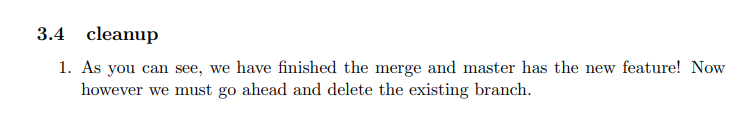 3.4 cleanup
1. As you can see, we have finished the merge and master has the new feature! Now
however we must go ahead and delete the existing branch.